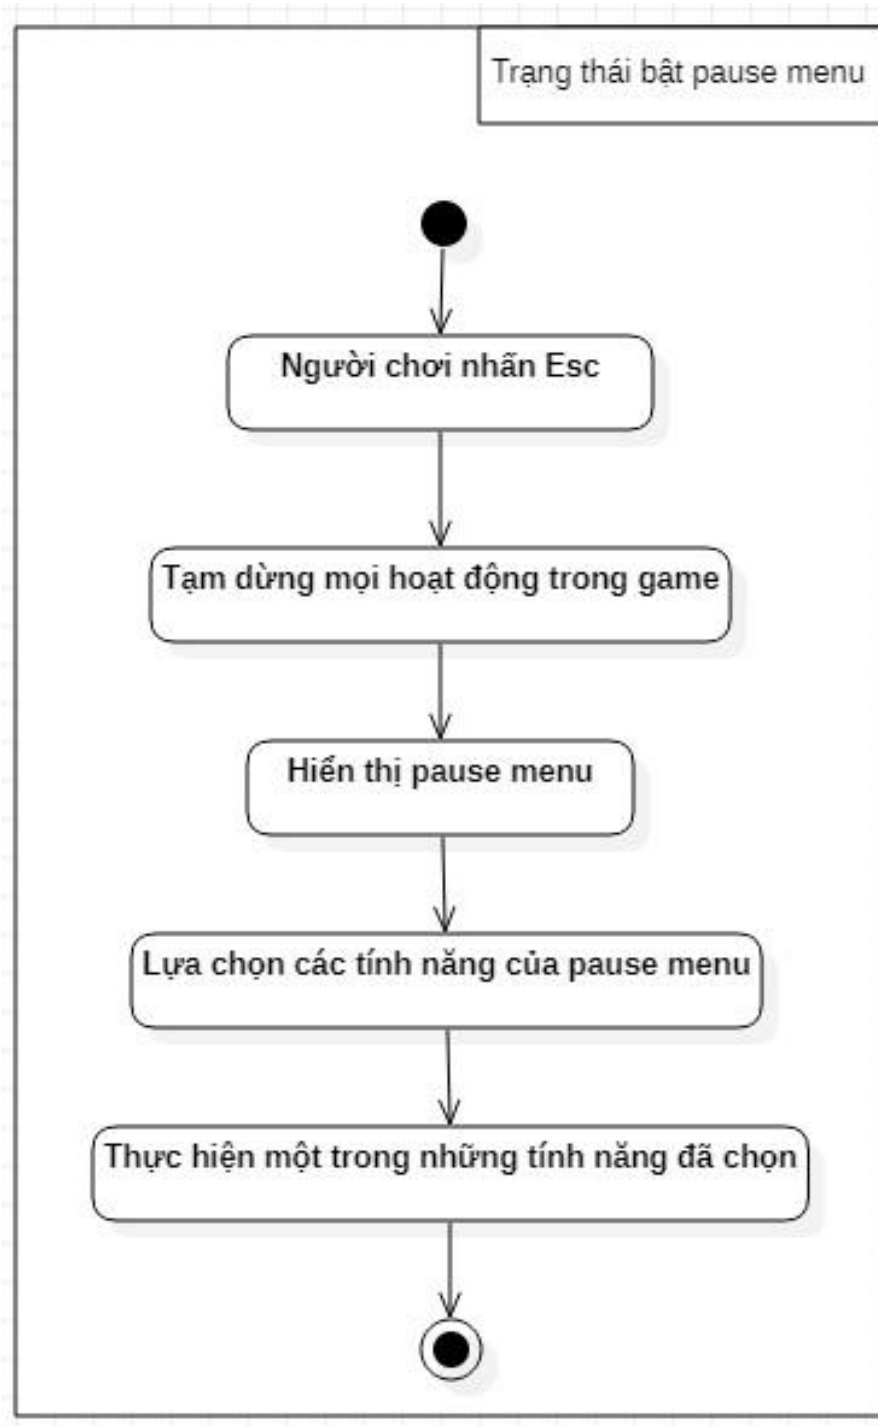 Trạng thái bật pause menu
Người chơi nhấn Esc
Tạm dừng mọi hoạt động trong game
Hiển thị pause menu
Lựa chọn các tính năng của pause menu
Thực hiện một trong những tính năng đã chọn